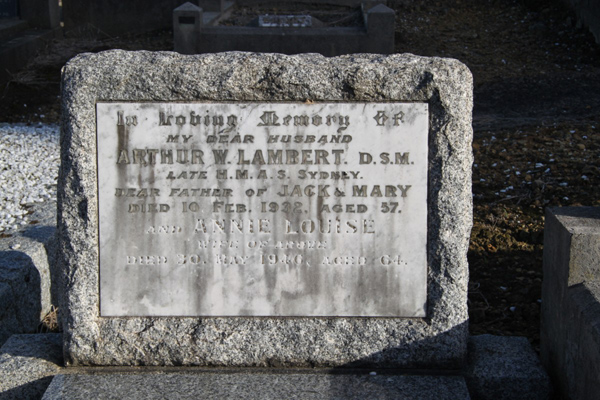 In Loving Memory Of
MY DEAR HUSBAND
ARTHUR W. LAMBERT. D.S.M.
LATE H.M.A.S. SYDNEY.
DEAR FATHER OF JACK & MARY
DIED 10 FEB. 1938, AGED 57.
AND ANNIE LOUISE
WIFE OF ABOVE
DIED 30. MAY 1940, AGED 64.